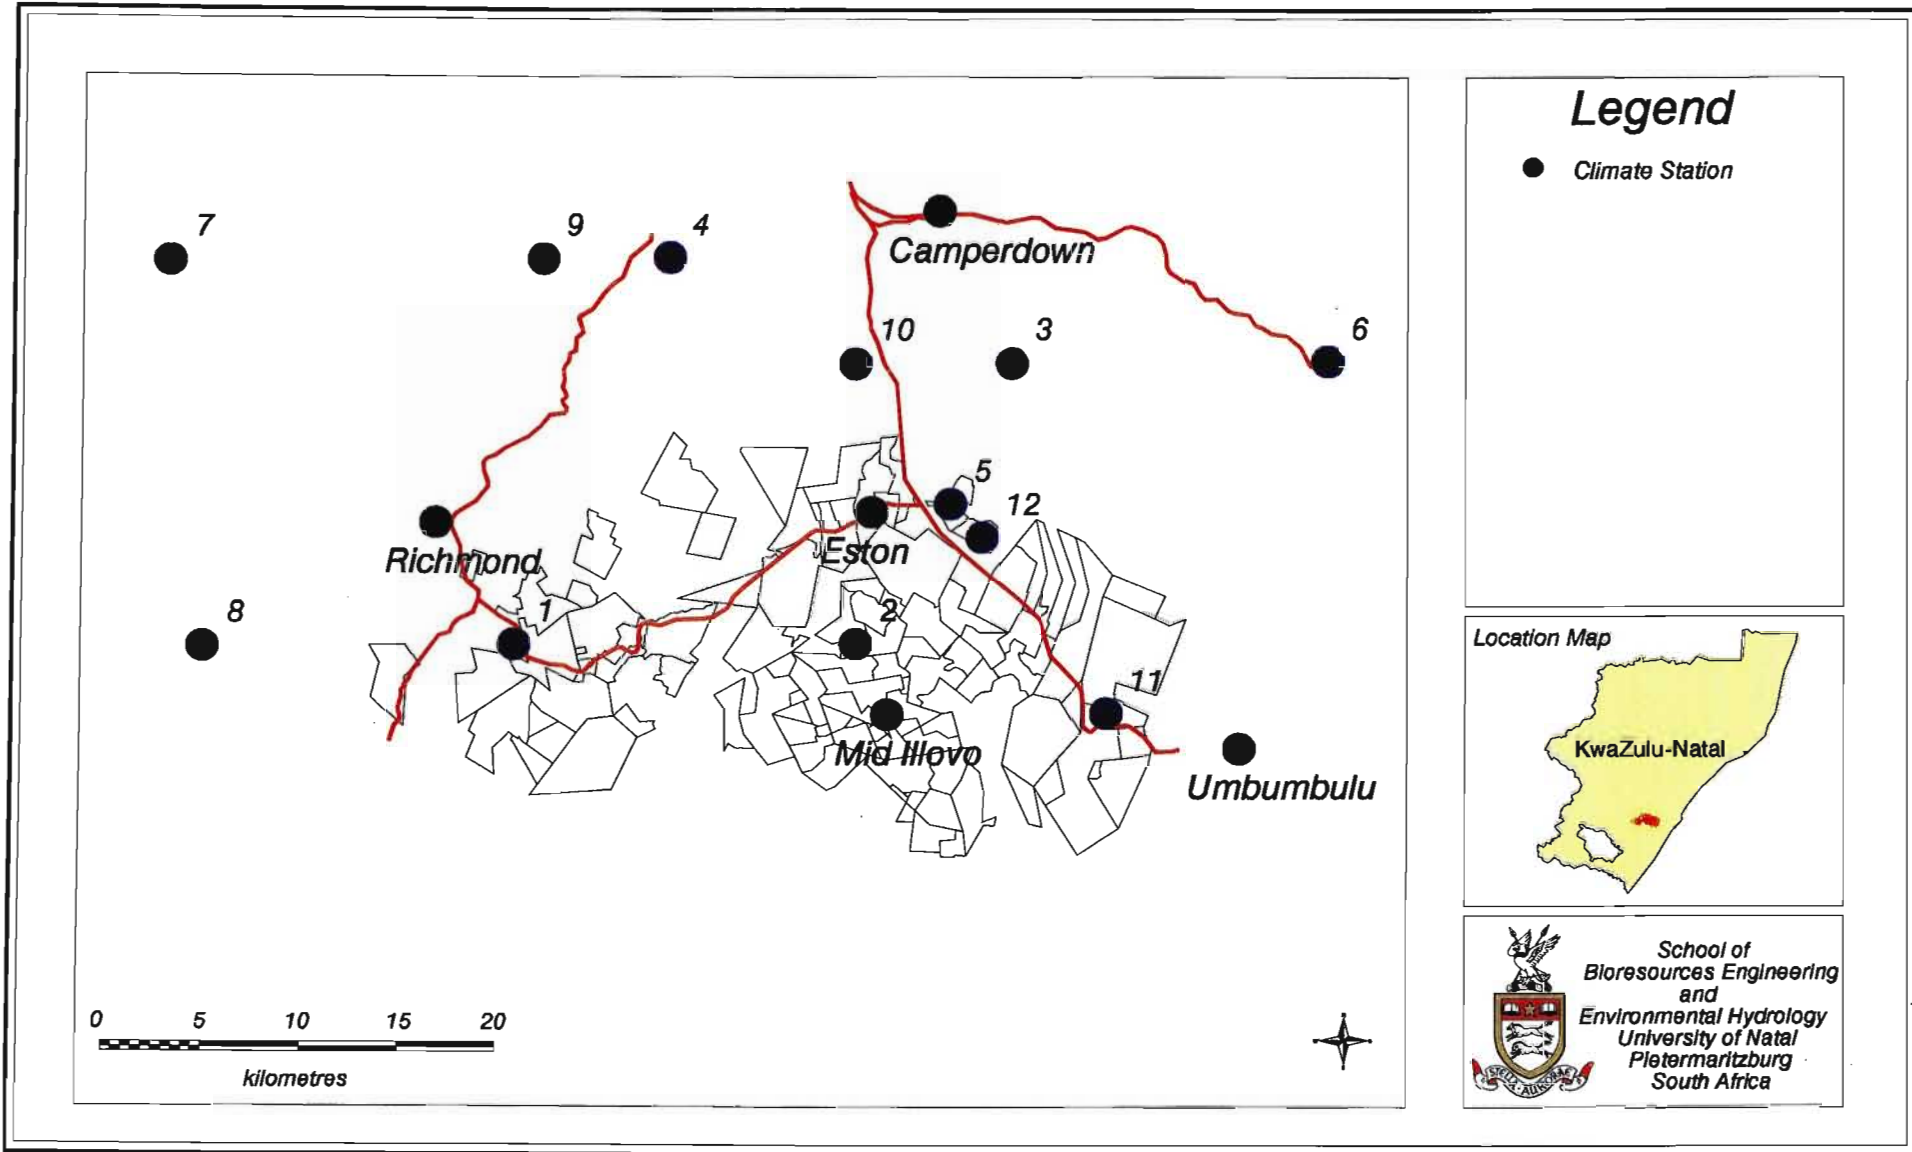 Legend
Climate Station
7
9
4
Camperdown
10
3
6
5
12
Richmond
Eston
8
1
2
11
Mid Illovo
Umbumbulu
0 5 10 15 20
kilometres
Location Map
KwaZulu-Natal
School of
Bioresources Engineering
and
Environmental Hydrology
University of Natal
Pietermaritzburg
South Africa
STELLA AURORAE